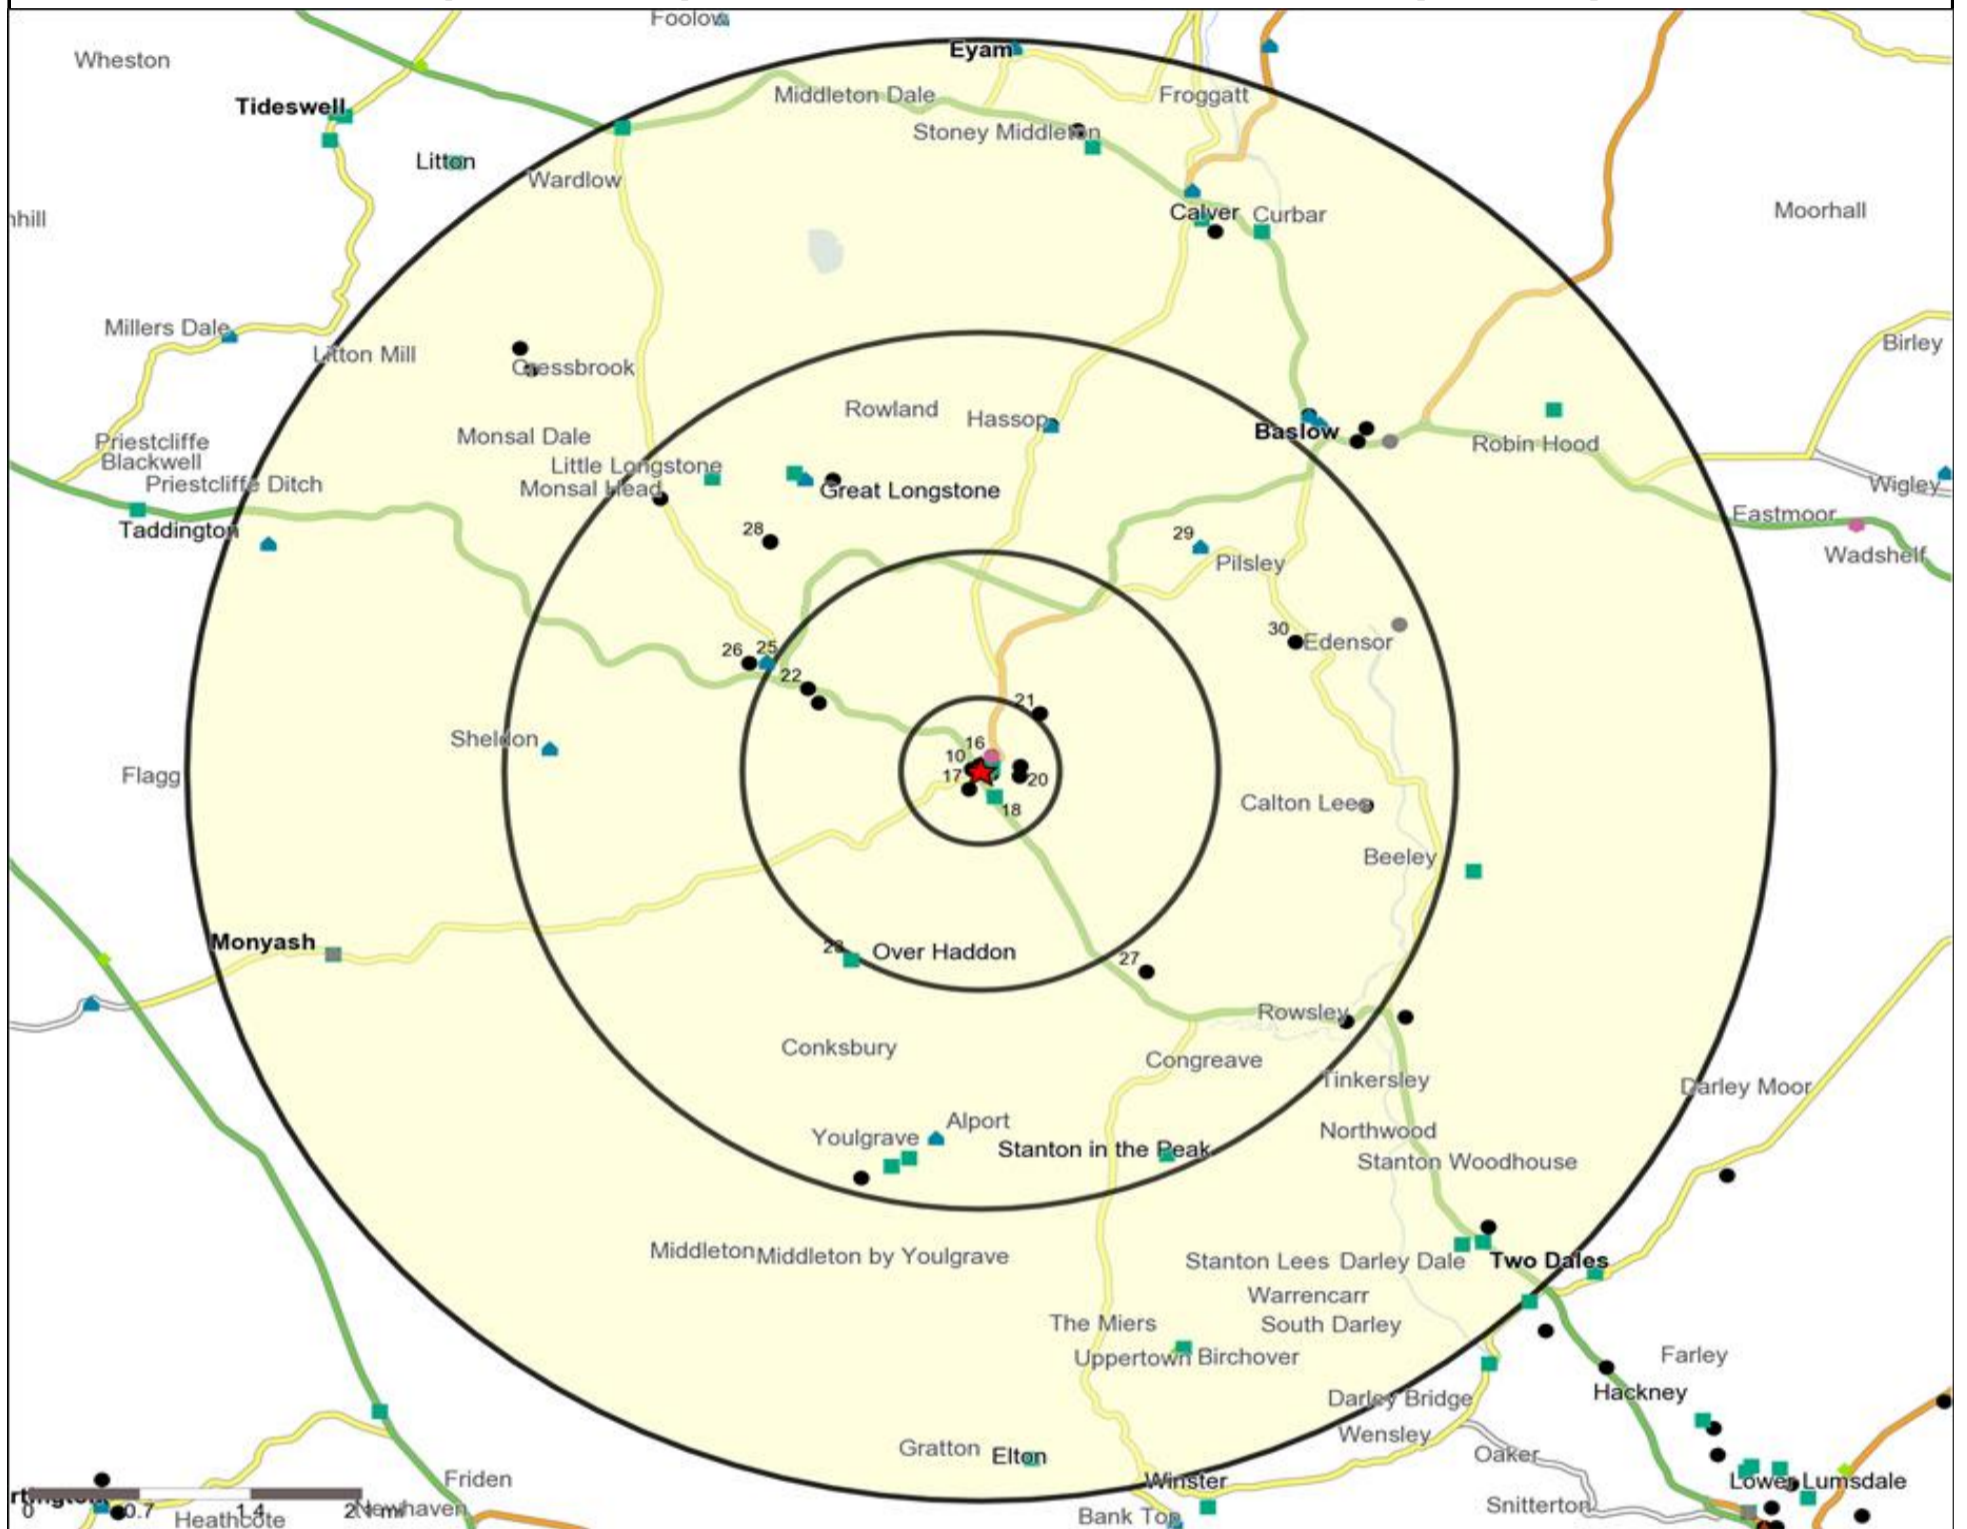 Foolow
Eyam
Wheston
Middleton Dale
Froggatt
Tideswell
Stoney Middleton
Litton
Wardlow
Calver
Curbar
Moorhall
Millers Dale
Litton Mill
Birley
Cressbrook
Rowland
Hassop
Monsal Dale
Baslow
Robin Hood
Priestcliffe
Blackwell
Little Longstone
Priestcliffe Ditch
Monsal Head
Great Longstone
Wigley
Eastmoor
Taddington
28
29
Wadshelf
Pilsley
26
25
30
Edensor
22
21
Sheldon
16
10
17
20
Flagg
18
Calton Lees
Beeley
Monyash
23
Over Haddon
27
Rowsley
Conksbury
Congreave
Tinkersley
Darley Moor
Youlgrave
Alport
Northwood
Stanton in the Peak
Stanton Woodhouse
Middleton
Middleton by Youlgrave
Stanton Lees
Darley Dale
Two Dales
Warrencarr
The Miers
South Darley
Uppertown
Birchover
Farley
Hackney
Darley Bridge
Wensley
Gratton
Elton
Oaker
Friden
Winster
Lower Lumsdale
0
0.7
1.4
Newhaven
Heathcote
Bank Top
Snitterton